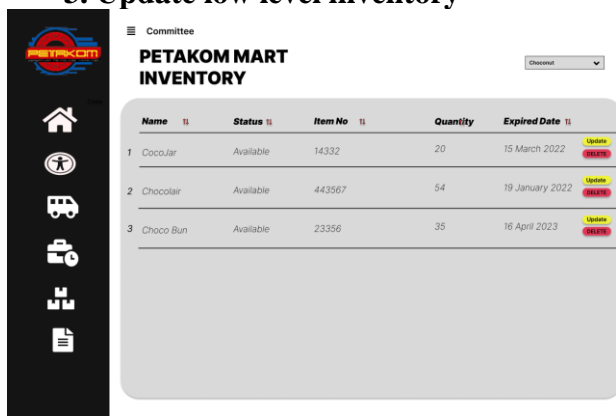 3. Update low level inventory
Committee
PETAKOM
PETAKOM MART
INVENTORY
Choconut
Name Status Item No Quantity Expired Date
1 CocoJar Available 14332 20 15 March 2022 Update
DELETE
2 Chocolair Available 443567 54 19 January 2022 Update
DELETE
3 Choco Bun Available 23356 35 16 April 2023 Update
DELETE